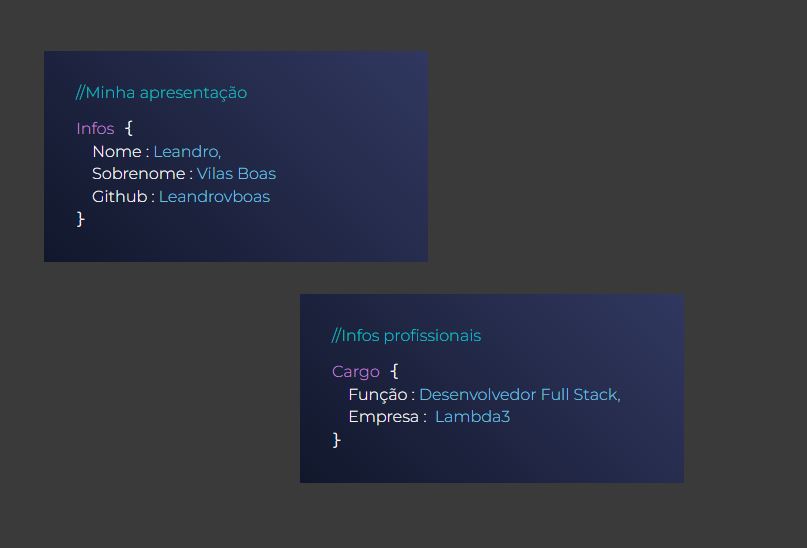 //Minha apresentação
Infos {
Nome : Leandro,
Sobrenome : Vilas Boas
Github : Leandrovboas
}
//Infos profissionais
Cargo {
Função : Desenvolvedor Full Stack,
Empresa : Lambda3
}